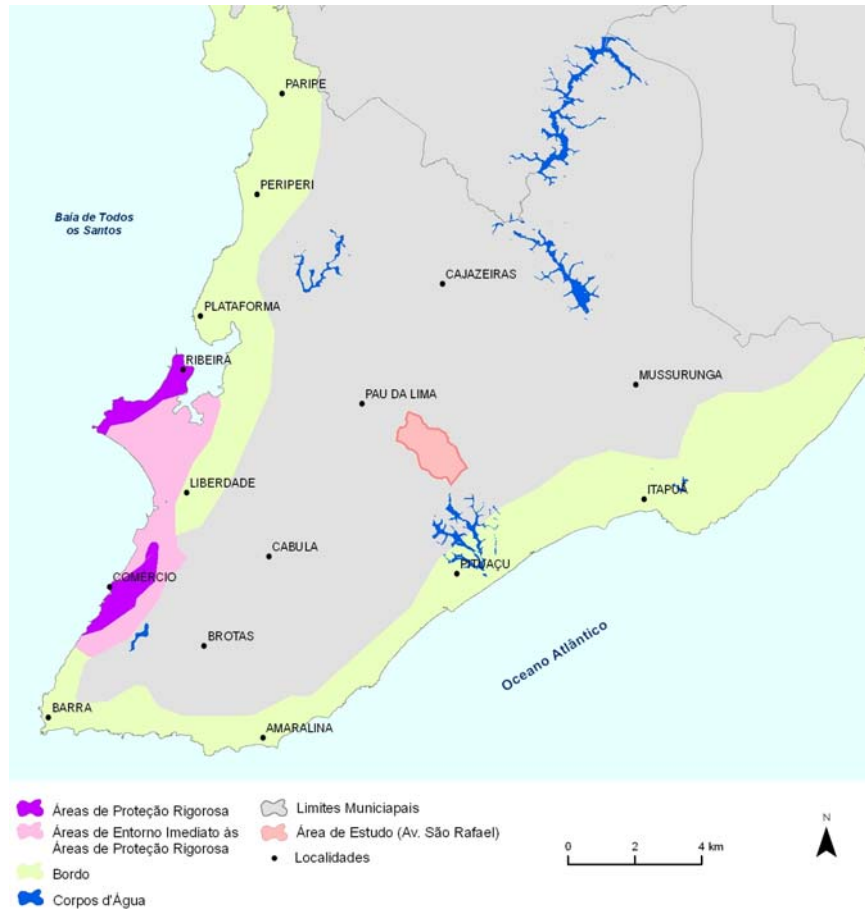 PARIPE
PERIPERI
Baía de Todos
os Santos
CAJAZEIRAS
PLATAFORMA
RIBEIRA
MUSSURUNGA
PAU DA LIMA
LIBERDADE
ITAPUÃ
CABULA
PITUAÇU
COMÉRCIO
BROTAS
Oceano Atlântico
BARRA
AMARALINA
Áreas de Proteção Rigorosa
Áreas de Entorno Imediato às
Áreas de Proteção Rigorosa
Bordo
Corpos d'Água
Limites Municiapais
Área de Estudo (Av. São Rafael)
Localidades
0 2 4 km
N